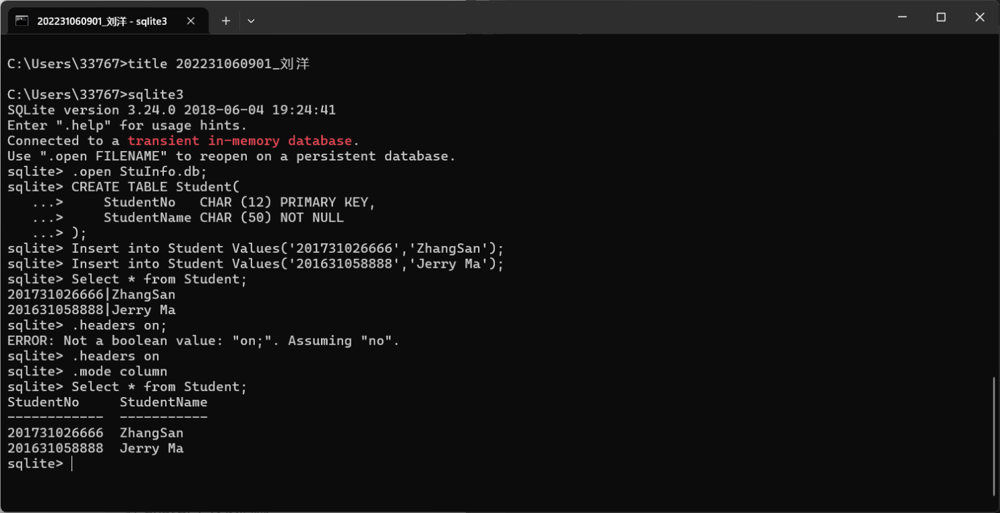 202231060901_刘洋 - sqlite3
C:\Users\33767>title 202231060901_刘洋
C:\Users\33767>sqlite3
SQLite version 3.24.0 2018-06-04 19:24:41
Enter ".help" for usage hints.
Connected to a transient in-memory database.
Use ".open FILENAME" to reopen on a persistent database.
sqlite> .open StuInfo.db;
sqlite> CREATE TABLE Student(
   ...>     StudentNo   CHAR (12) PRIMARY KEY,
   ...>     StudentName CHAR (50) NOT NULL
   ...> );
sqlite> Insert into Student Values('201731026666','ZhangSan');
sqlite> Insert into Student Values('201631058888','Jerry Ma');
sqlite> Select * from Student;
201731026666|ZhangSan
201631058888|Jerry Ma
sqlite> .headers on;
ERROR: Not a boolean value: "on;". Assuming "no".
sqlite> .headers on
sqlite> .mode column
sqlite> Select * from Student;
StudentNo     StudentName
------------  -----------
201731026666  ZhangSan
201631058888  Jerry Ma
sqlite>